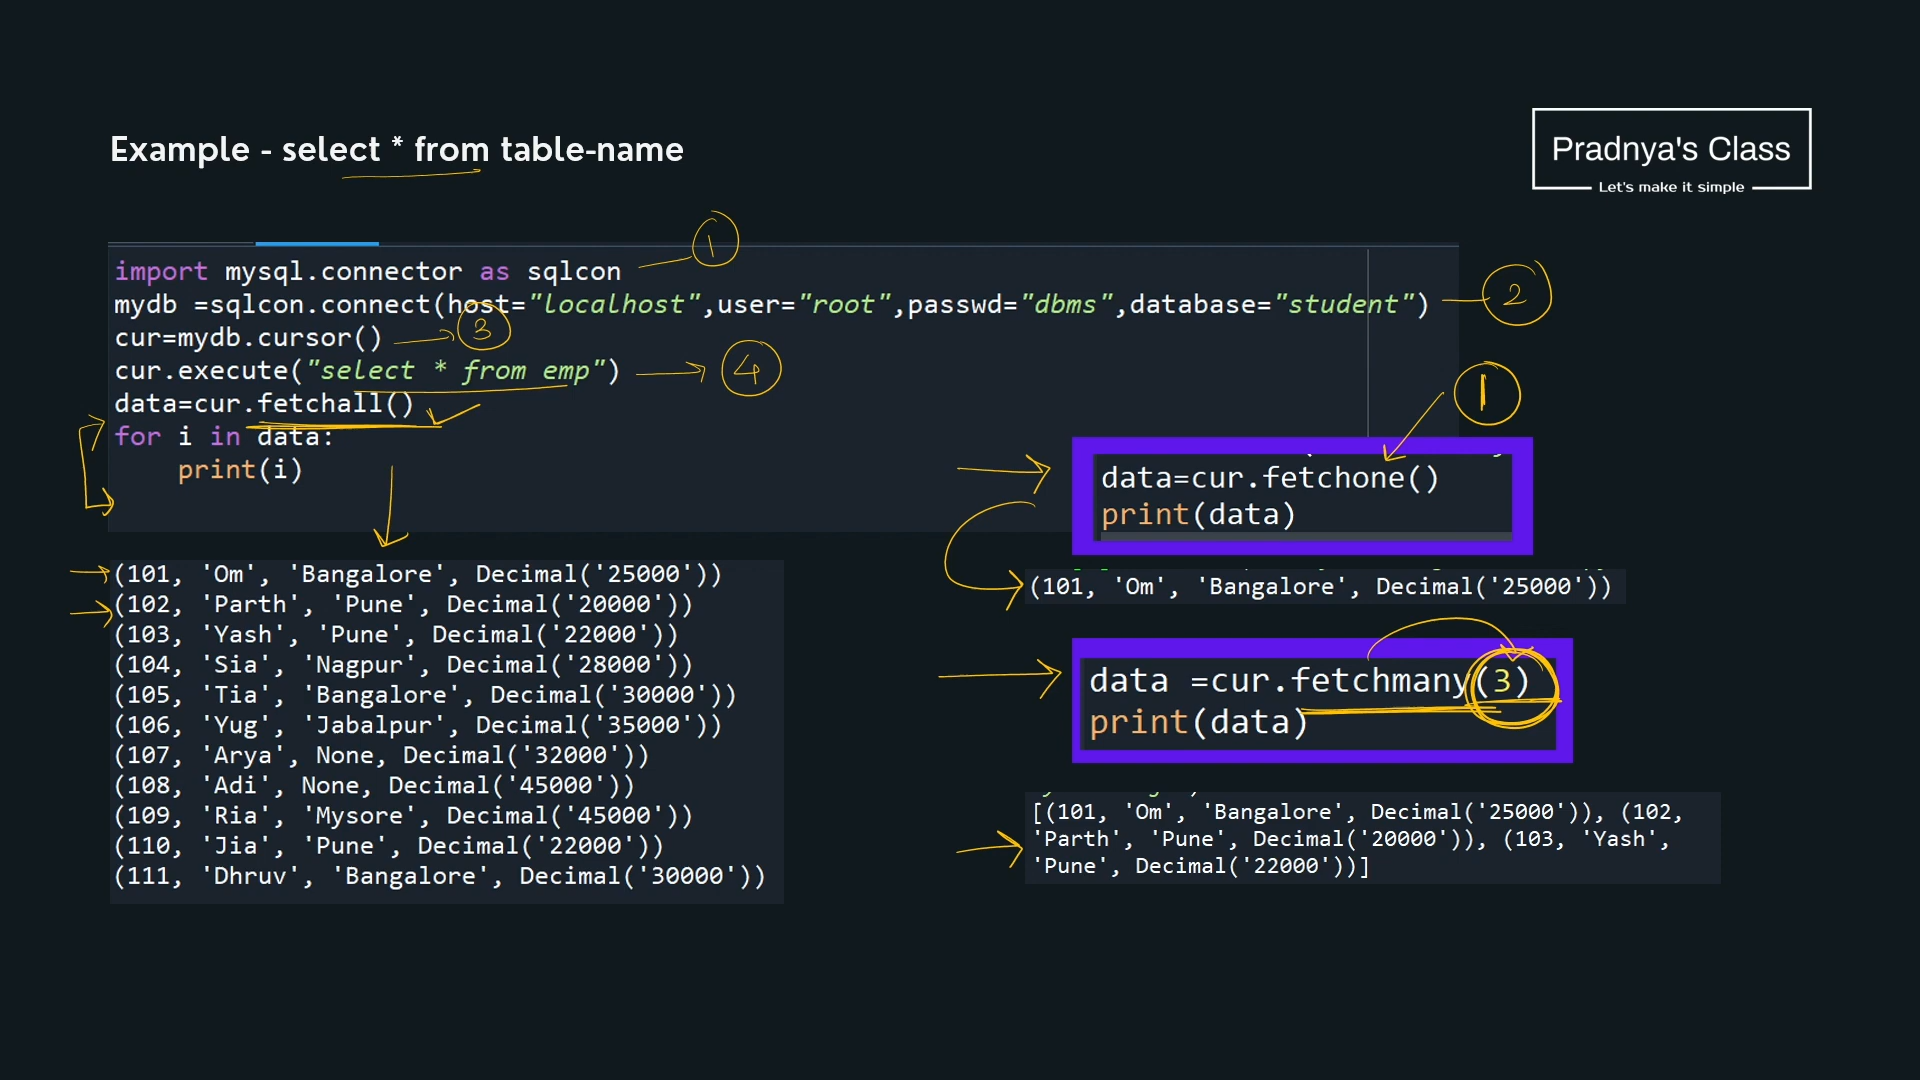 Example - select * from table-name
Pradnya's Class
Let's make it simple
1
import mysql.connector as sqlcon
mydb =sqlcon.connect(host="localhost",user="root",passwd="dbms",database="student")
2
cur=mydb.cursor()
3
cur.execute("select * from emp")
4
data=cur.fetchall()
for i in data:
    print(i)
(101, 'Om', 'Bangalore', Decimal('25000'))
(102, 'Parth', 'Pune', Decimal('20000'))
(103, 'Yash', 'Pune', Decimal('22000'))
(104, 'Sia', 'Nagpur', Decimal('28000'))
(105, 'Tia', 'Bangalore', Decimal('30000'))
(106, 'Yug', 'Jabalpur', Decimal('35000'))
(107, 'Arya', None, Decimal('32000'))
(108, 'Adi', None, Decimal('45000'))
(109, 'Ria', 'Mysore', Decimal('45000'))
(110, 'Jia', 'Pune', Decimal('22000'))
(111, 'Dhruv', 'Bangalore', Decimal('30000'))
1
data=cur.fetchone()
print(data)
(101, 'Om', 'Bangalore', Decimal('25000'))
data =cur.fetchmany(3)
print(data)
[(101, 'Om', 'Bangalore', Decimal('25000')), (102,
'Parth', 'Pune', Decimal('20000')), (103, 'Yash',
'Pune', Decimal('22000'))]